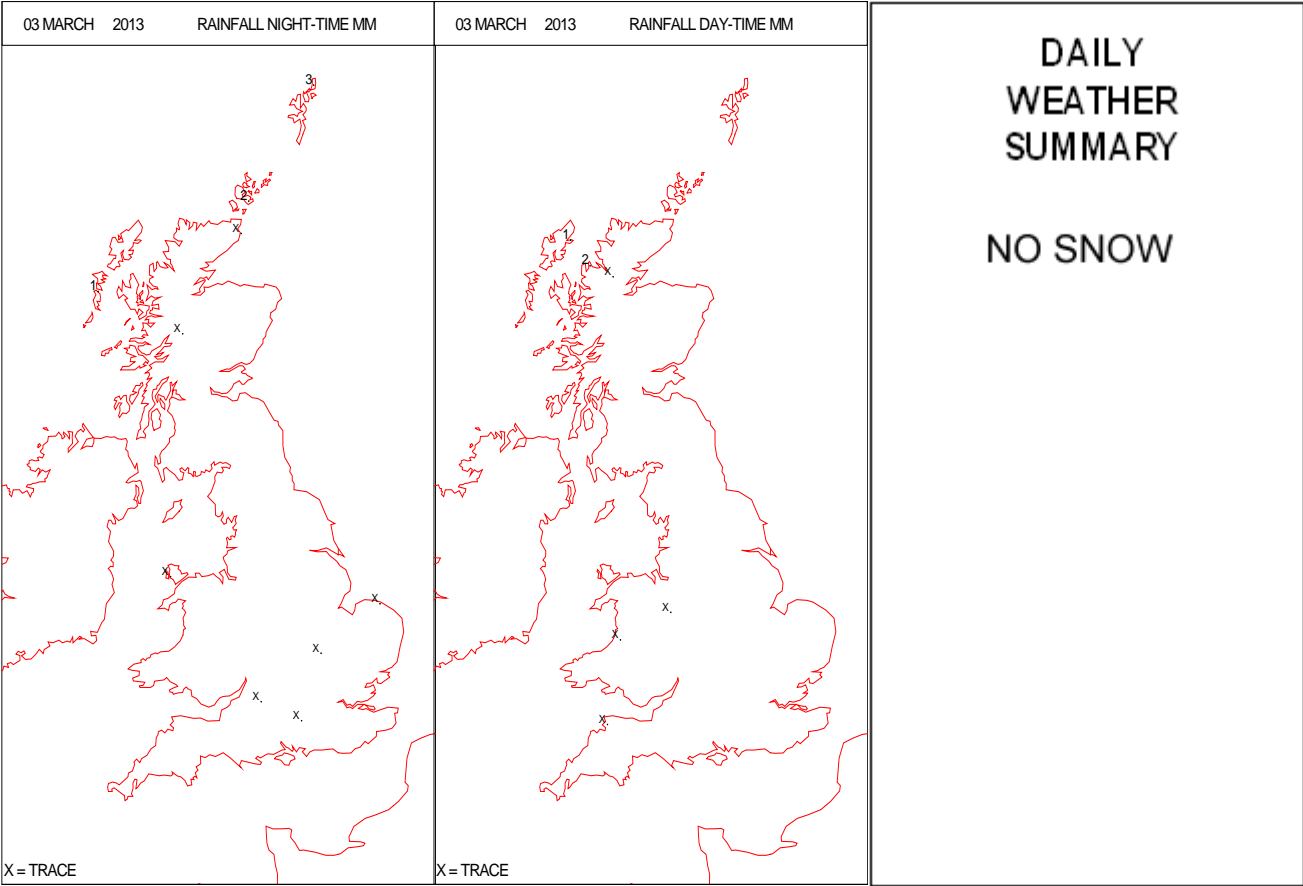 03 MARCH 2013 RAINFALL NIGHT-TIME MM
3
2
X
1
X
X
X
X
X
X
X = TRACE
03 MARCH 2013 RAINFALL DAY-TIME MM
1
2
X
X
X
X
X = TRACE
DAILY
WEATHER
SUMMARY
NO SNOW